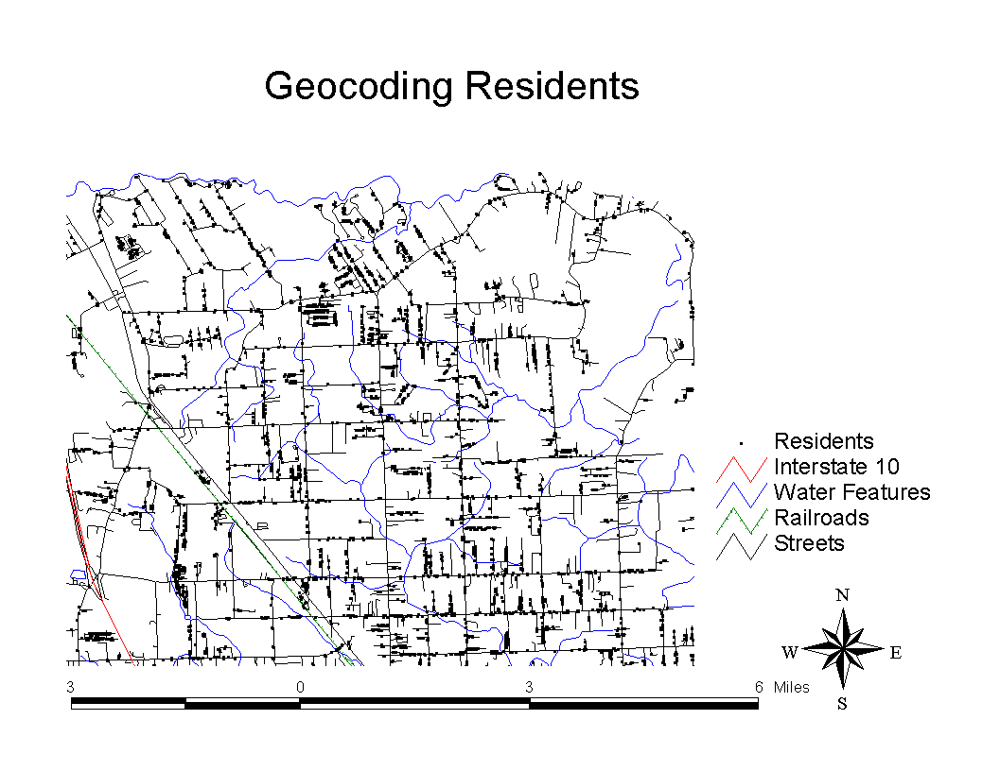 Geocoding Residents
Residents
Interstate 10
Water Features
Railroads
Streets
N
W E
S
3 0 3 6 Miles